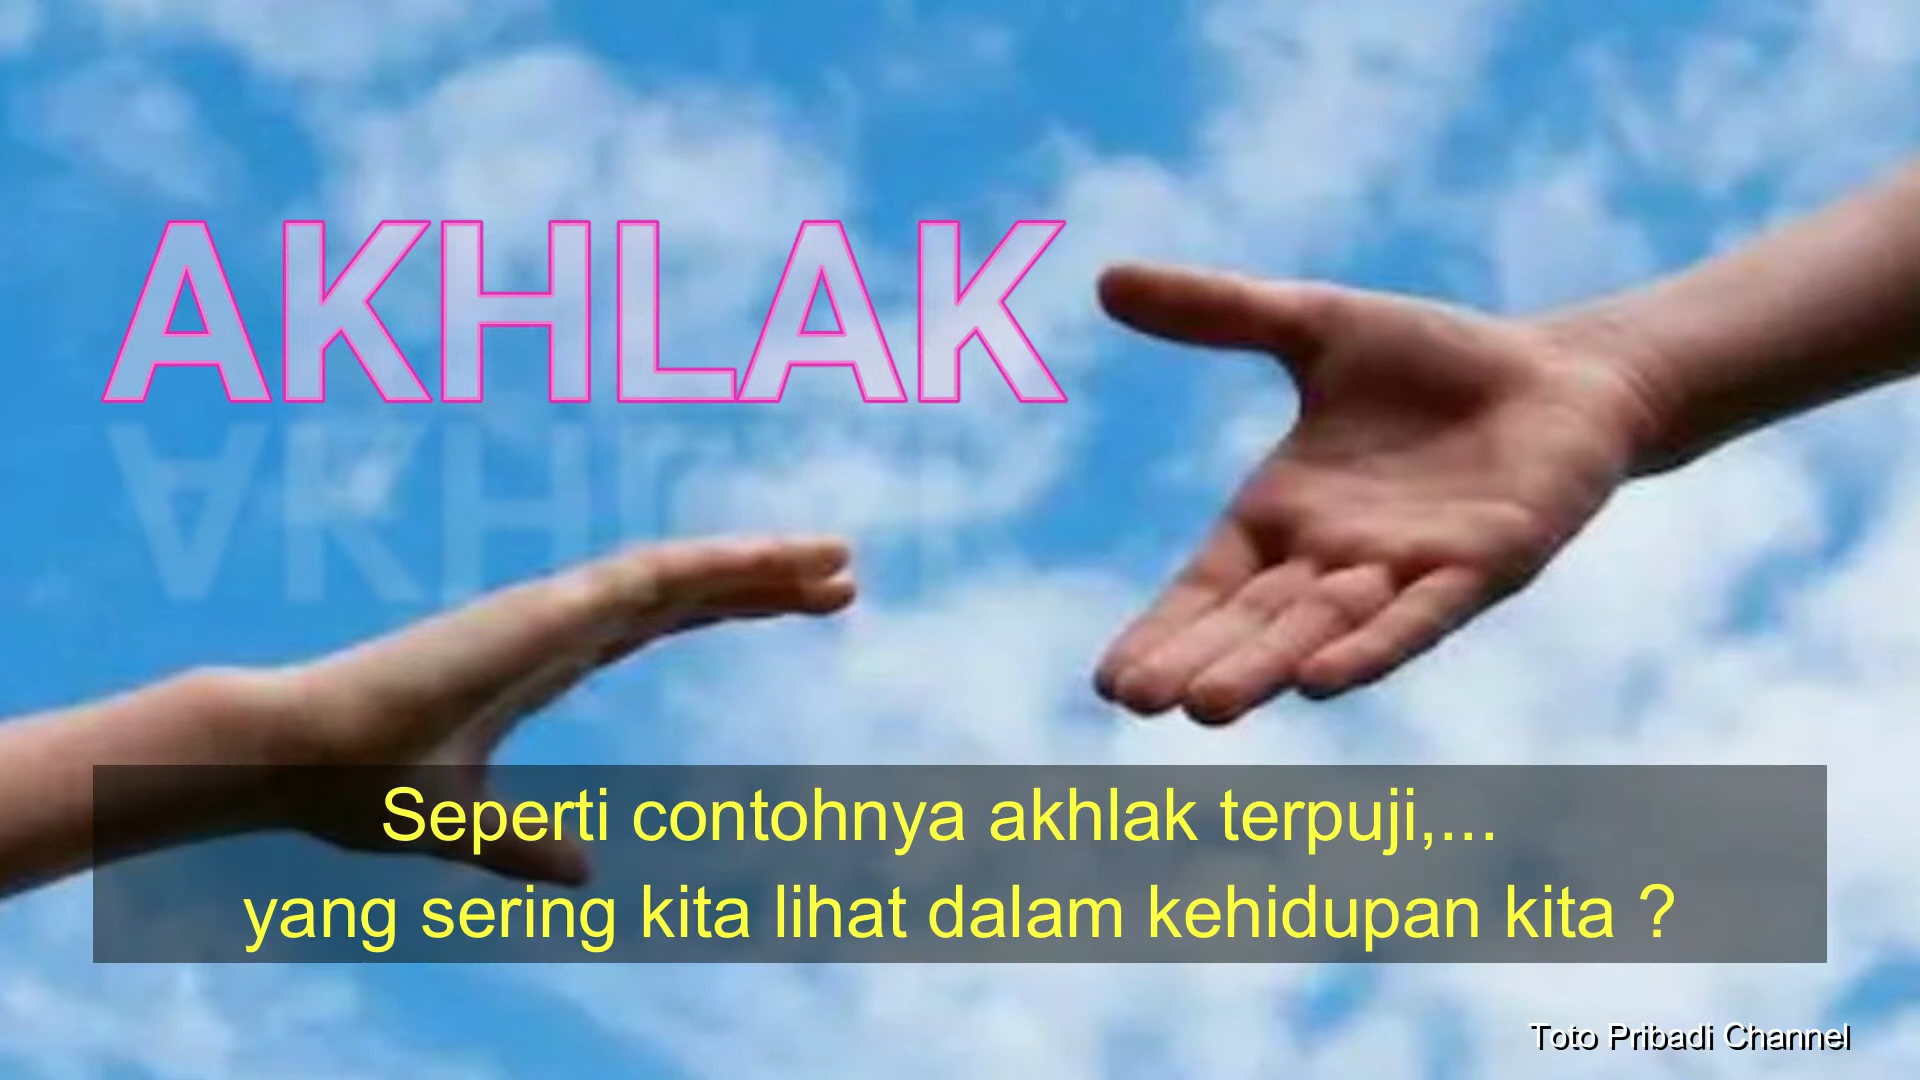 AKHLAK
Seperti contohnya akhlak terpuji,...
yang sering kita lihat dalam kehidupan kita ?
Toto Pribadi Channel